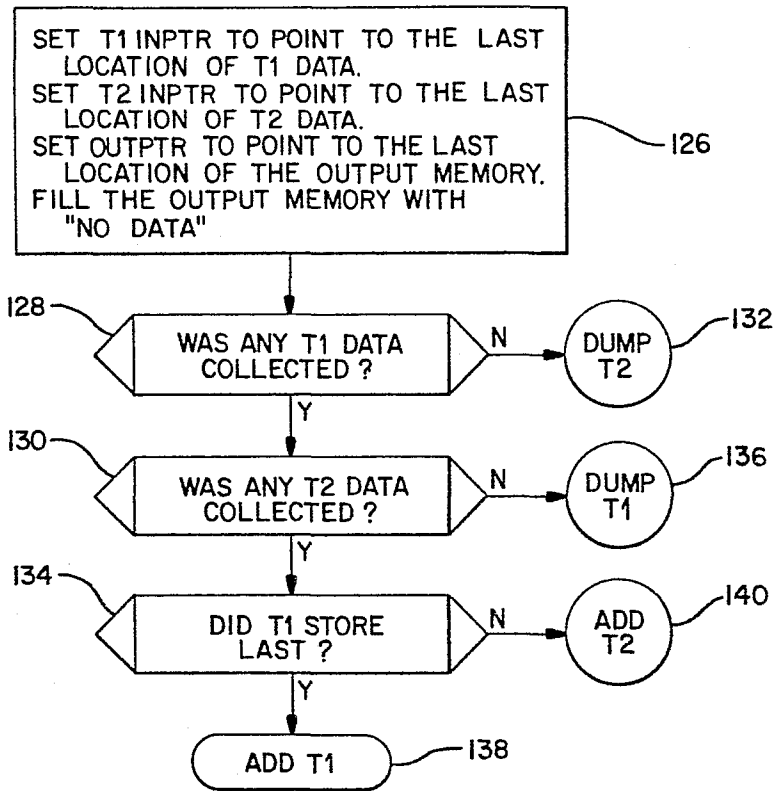 SET T1 INPTR TO POINT TO THE LAST
LOCATION OF T1 DATA.
SET T2 INPTR TO POINT TO THE LAST
LOCATION OF T2 DATA.
SET OUTPTR TO POINT TO THE LAST
LOCATION OF THE OUTPUT MEMORY.
FILL THE OUTPUT MEMORY WITH
"NO DATA"
126
128
WAS ANY T1 DATA
COLLECTED ?
N
DUMP
T2
132
Y
130
WAS ANY T2 DATA
COLLECTED ?
N
DUMP
T1
136
Y
134
DID T1 STORE
LAST ?
N
ADD
T2
140
Y
ADD T1
138